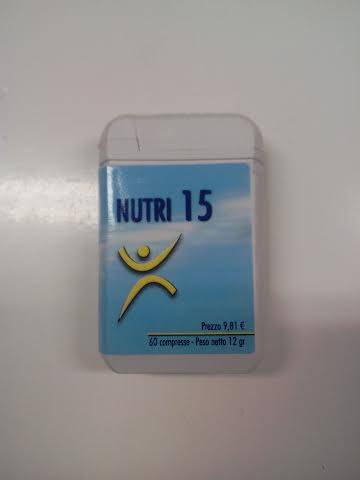 NUTRI 15
Prezzo 9,81 €
60 compresse - Peso netto 12 gr